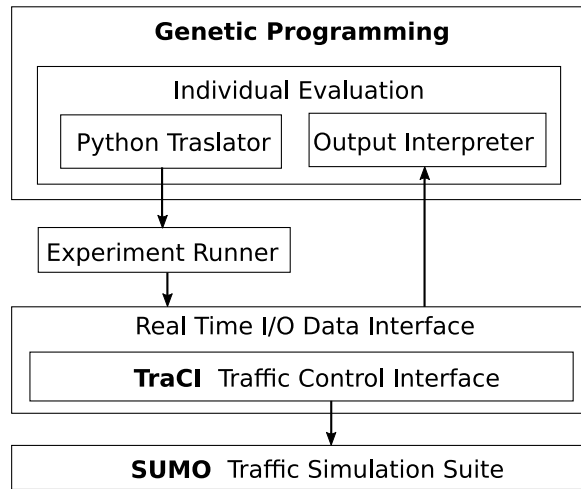 Genetic Programming
Individual Evaluation
Python Traslator
Output Interpreter
Experiment Runner
Real Time I/O Data Interface
TraCI Traffic Control Interface
SUMO Traffic Simulation Suite